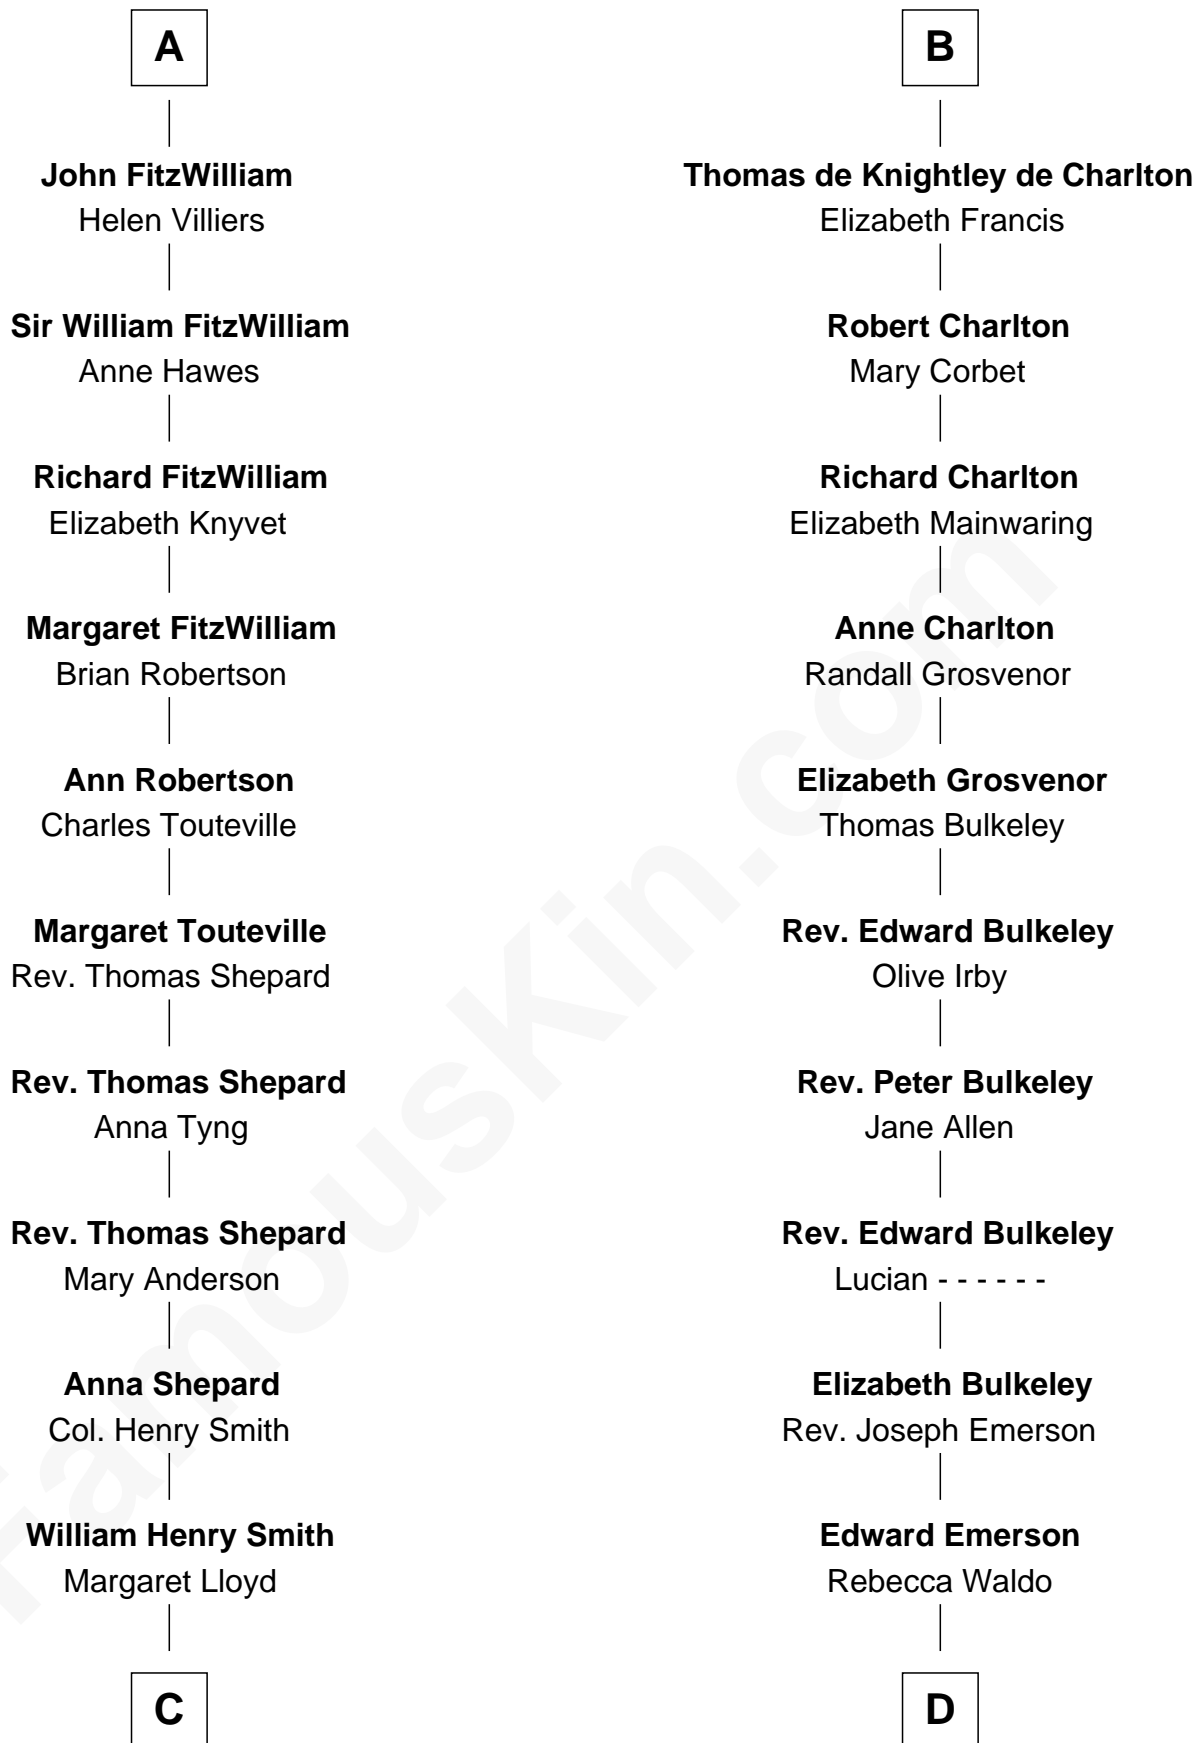 A
John FitzWilliam
Helen Villiers
Sir William FitzWilliam
Anne Hawes
Richard FitzWilliam
Elizabeth Knyvet
Margaret FitzWilliam
Brian Robertson
Ann Robertson
Charles Touteville
Margaret Touteville
Rev. Thomas Shepard
Rev. Thomas Shepard
Anna Tyng
Rev. Thomas Shepard
Mary Anderson
Anna Shepard
Col. Henry Smith
William Henry Smith
Margaret Lloyd
C
B
Thomas de Knightley de Charlton
Elizabeth Francis
Robert Charlton
Mary Corbet
Richard Charlton
Elizabeth Mainwaring
Anne Charlton
Randall Grosvenor
Elizabeth Grosvenor
Thomas Bulkeley
Rev. Edward Bulkeley
Olive Irby
Rev. Peter Bulkeley
Jane Allen
Rev. Edward Bulkeley
Lucian - - - - - -
Elizabeth Bulkeley
Rev. Joseph Emerson
Edward Emerson
Rebecca Waldo
D
FamousKin.com